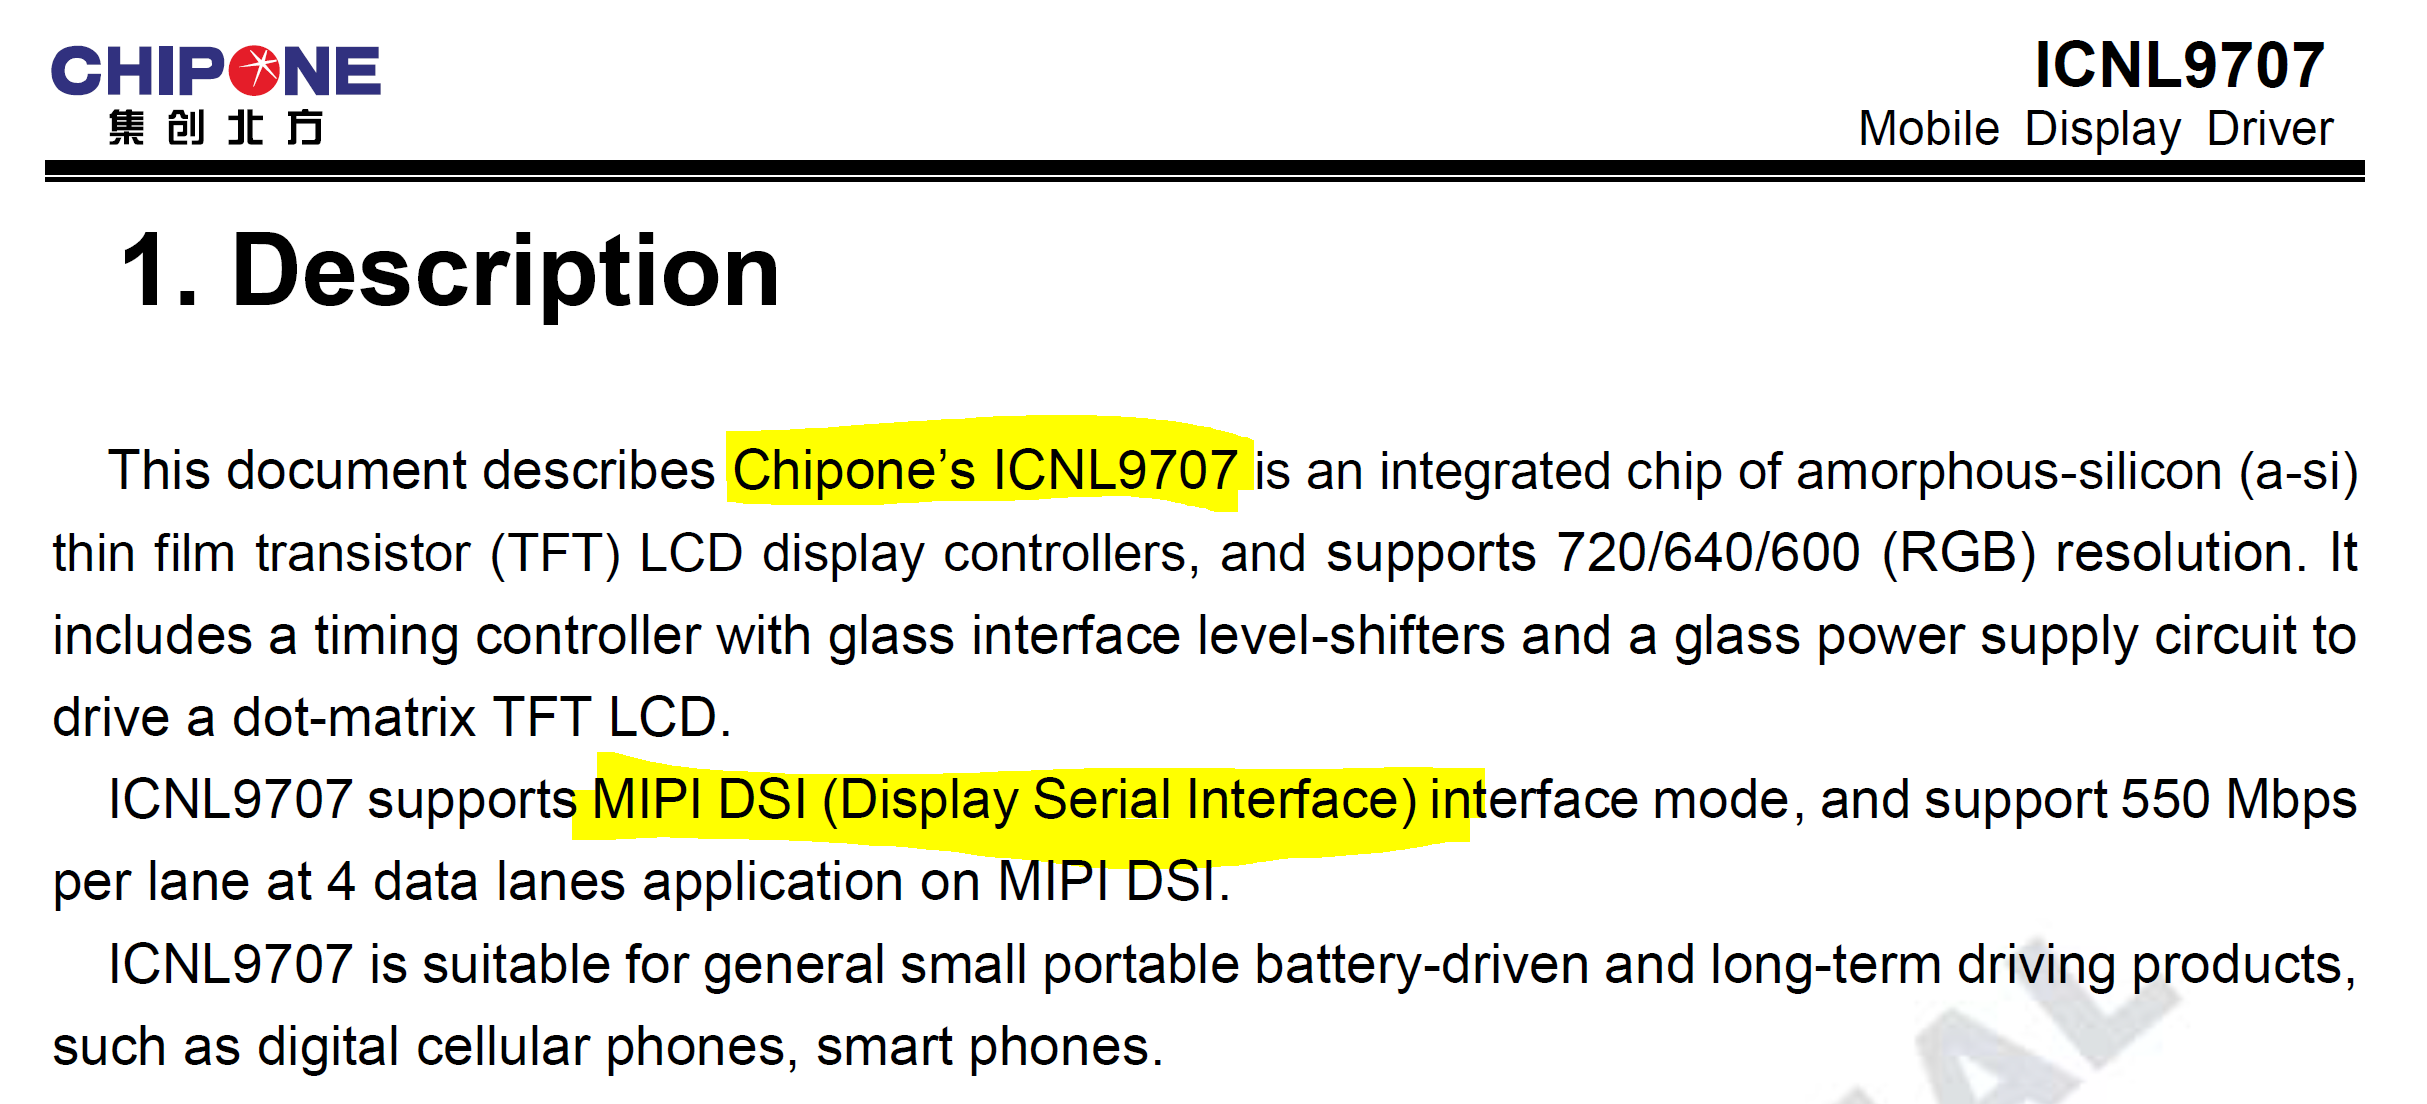 CHIPONE
集创北方
ICNL9707
Mobile Display Driver
1. Description
This document describes Chipone’s ICNL9707 is an integrated chip of amorphous-silicon (a-si)
thin film transistor (TFT) LCD display controllers, and supports 720/640/600 (RGB) resolution. It
includes a timing controller with glass interface level-shifters and a glass power supply circuit to
drive a dot-matrix TFT LCD.
ICNL9707 supports MIPI DSI (Display Serial Interface) interface mode, and support 550 Mbps
per lane at 4 data lanes application on MIPI DSI.
ICNL9707 is suitable for general small portable battery-driven and long-term driving products,
such as digital cellular phones, smart phones.